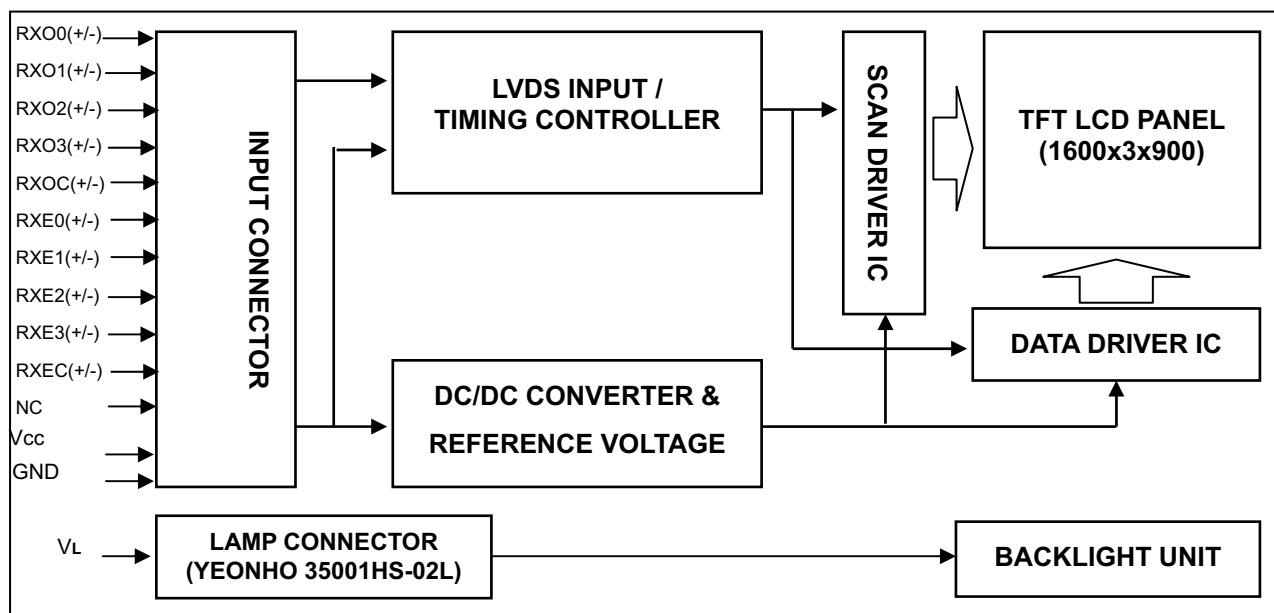 RXO0(+/-)
RXO1(+/-)
RXO2(+/-)
RXO3(+/-)
RXOC(+/-)
RXE0(+/-)
RXE1(+/-)
RXE2(+/-)
RXE3(+/-)
RXEC(+/-)
NC
Vcc
GND
VL
INPUT CONNECTOR
LVDS INPUT /
TIMING CONTROLLER
DC/DC CONVERTER &
REFERENCE VOLTAGE
SCAN DRIVER IC
TFT LCD PANEL
(1600x3x900)
DATA DRIVER IC
LAMP CONNECTOR
(YEONHO 35001HS-02L)
BACKLIGHT UNIT